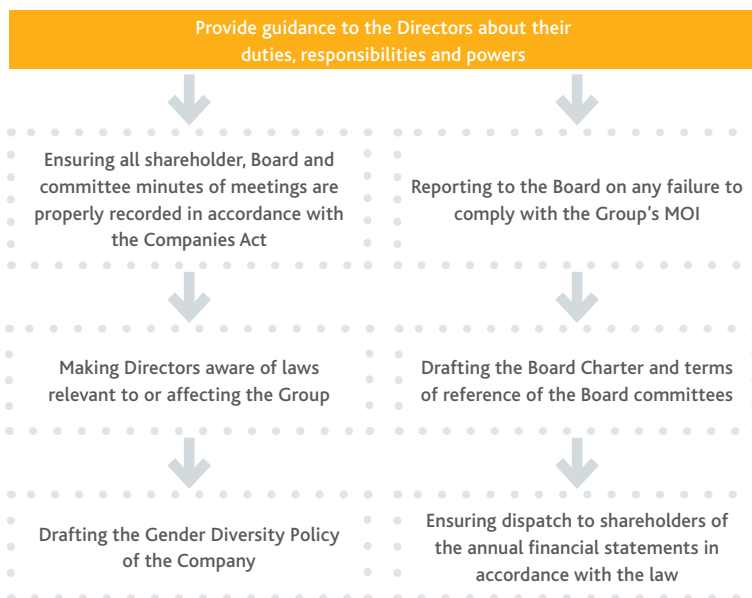 Provide guidance to the Directors about their
duties, responsibilities and powers
Ensuring all shareholder, Board and
committee minutes of meetings are
properly recorded in accordance with
the Companies Act
Reporting to the Board on any failure to
comply with the Group's MOI
Making Directors aware of laws
relevant to or affecting the Group
Drafting the Board Charter and terms
of reference of the Board committees
Drafting the Gender Diversity Policy
of the Company
Ensuring dispatch to shareholders of
the annual financial statements in
accordance with the law